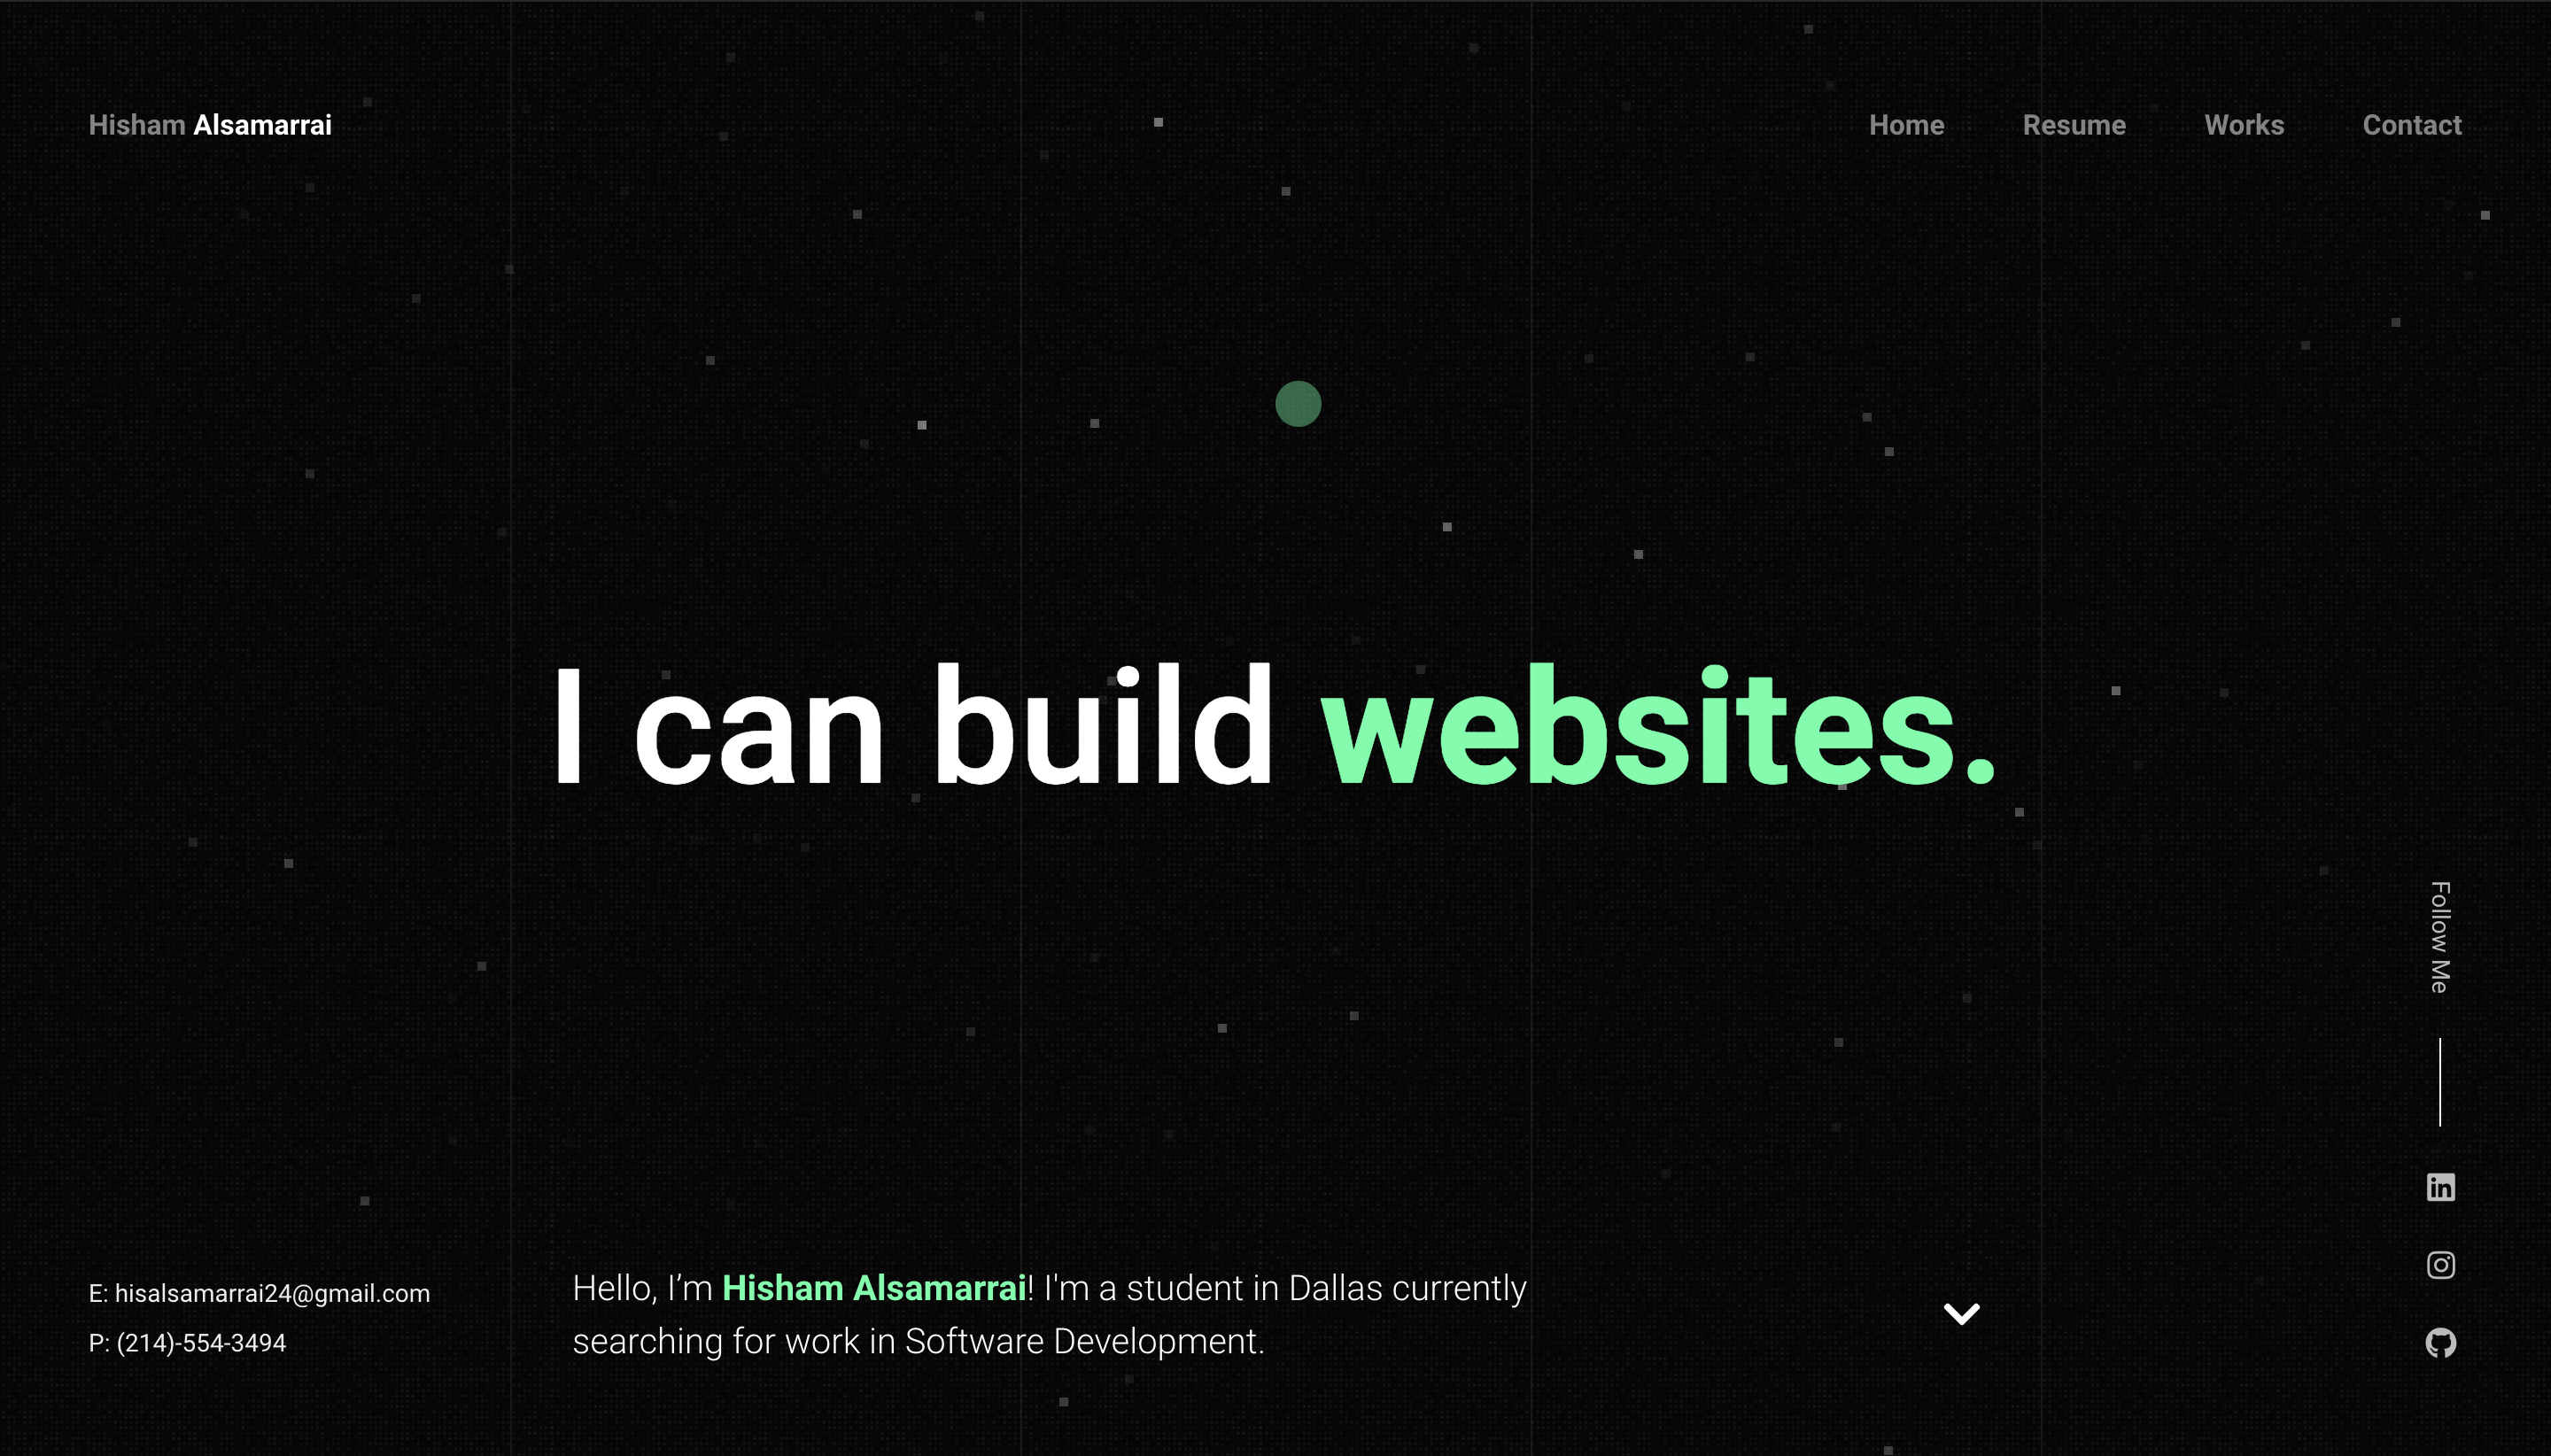 Hisham Alsamarrai
Home Resume Works Contact
I can build websites.
Follow Me
E: hisalsamarrai24@gmail.com
P: (214)-554-3494
Hello, I’m Hisham Alsamarrai! I'm a student in Dallas currently
searching for work in Software Development.